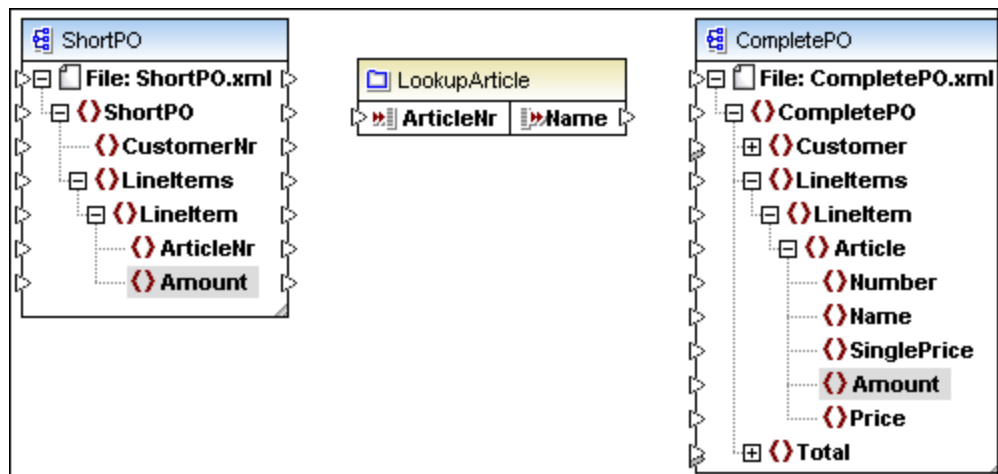 ShortPO
File: ShortPO.xml
ShortPO
CustomerNr
LineItems
LineItem
ArticleNr
Amount
LookupArticle
ArticleNr Name
CompletePO
File: CompletePO.xml
CompletePO
Customer
LineItems
LineItem
Article
Number
Name
SinglePrice
Amount
Price
Total